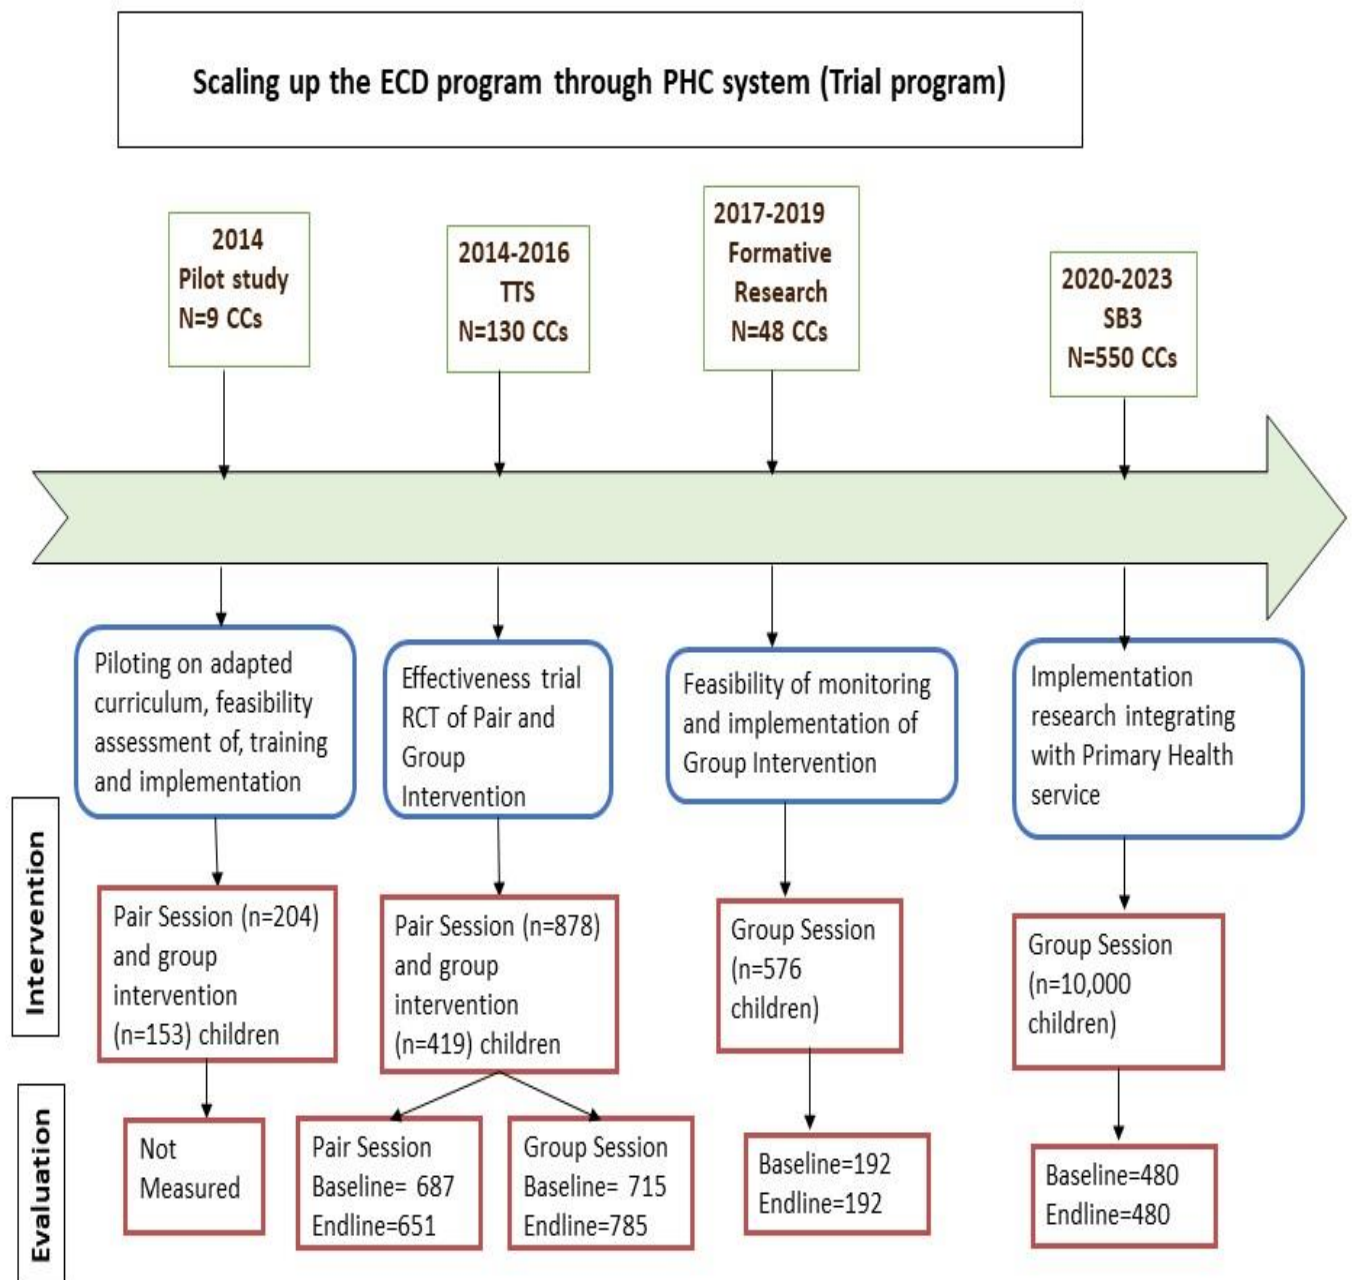 Scaling up the ECD program through PHC system (Trial program)
2014
Pilot study
N=9 CCs
2014-2016
TTS
N=130 CCs
2017-2019
Formative
Research
N=48 CCs
2020-2023
SB3
N=550 CCs
Piloting on adapted
curriculum, feasibility
assessment of, training
and implementation
Effectiveness trial
RCT of Pair and
Group
Intervention
Feasibility of monitoring
and implementation of
Group Intervention
Implementation
research integrating
with Primary Health
service
Intervention
Pair Session (n=204)
and group
intervention
(n=153) children
Pair Session (n=878)
and group
intervention
(n=419) children
Group Session
(n=576
children)
Group Session
(n=10,000
children)
Evaluation
Not
Measured
Pair Session
Baseline= 687
Endline=651
Group Session
Baseline= 715
Endline=785
Baseline=192
Endline=192
Baseline=480
Endline=480